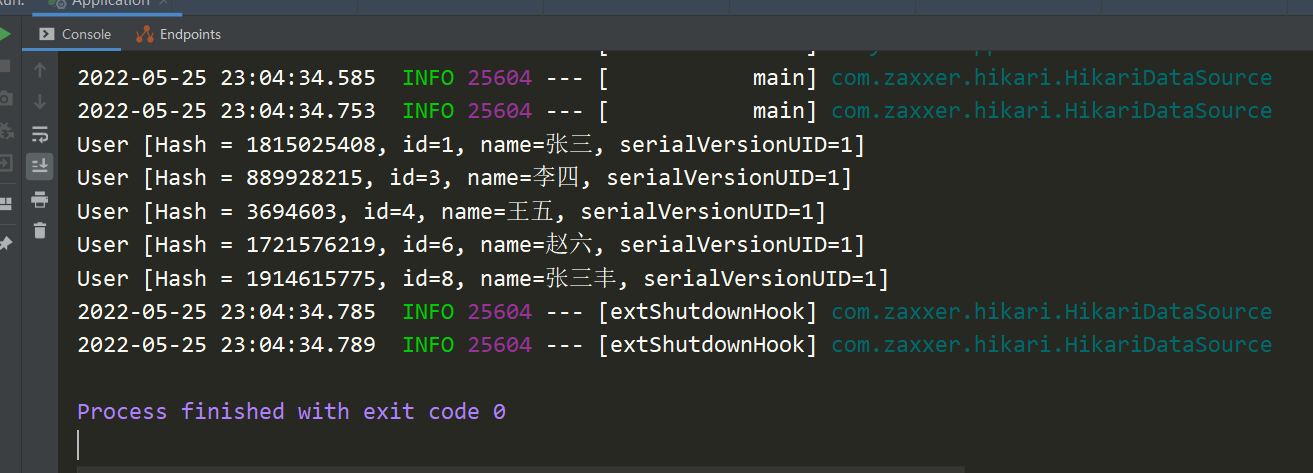 Application
Console Endpoints
2022-05-25 23:04:34.585  INFO 25604 --- [           main] com.zaxxer.hikari.HikariDataSource
2022-05-25 23:04:34.753  INFO 25604 --- [           main] com.zaxxer.hikari.HikariDataSource
User [Hash = 1815025408, id=1, name=张三, serialVersionUID=1]
User [Hash = 889928215, id=3, name=李四, serialVersionUID=1]
User [Hash = 3694603, id=4, name=王五, serialVersionUID=1]
User [Hash = 1721576219, id=6, name=赵六, serialVersionUID=1]
User [Hash = 1914615775, id=8, name=张三丰, serialVersionUID=1]
2022-05-25 23:04:34.785  INFO 25604 --- [extShutdownHook] com.zaxxer.hikari.HikariDataSource
2022-05-25 23:04:34.789  INFO 25604 --- [extShutdownHook] com.zaxxer.hikari.HikariDataSource
Process finished with exit code 0